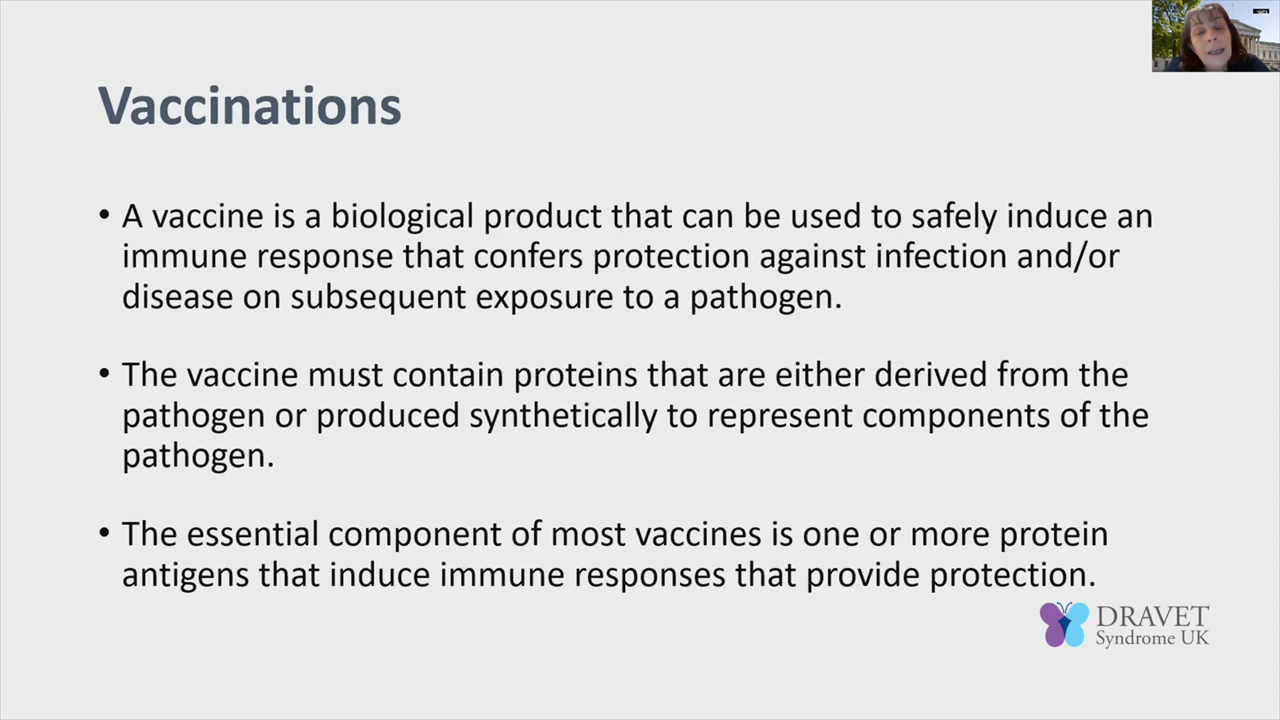 Vaccinations
• A vaccine is a biological product that can be used to safely induce an
immune response that confers protection against infection and/or
disease on subsequent exposure to a pathogen.
• The vaccine must contain proteins that are either derived from the
pathogen or produced synthetically to represent components of the
pathogen.
• The essential component of most vaccines is one or more protein
antigens that induce immune responses that provide protection.
DRAVET
Syndrome UK